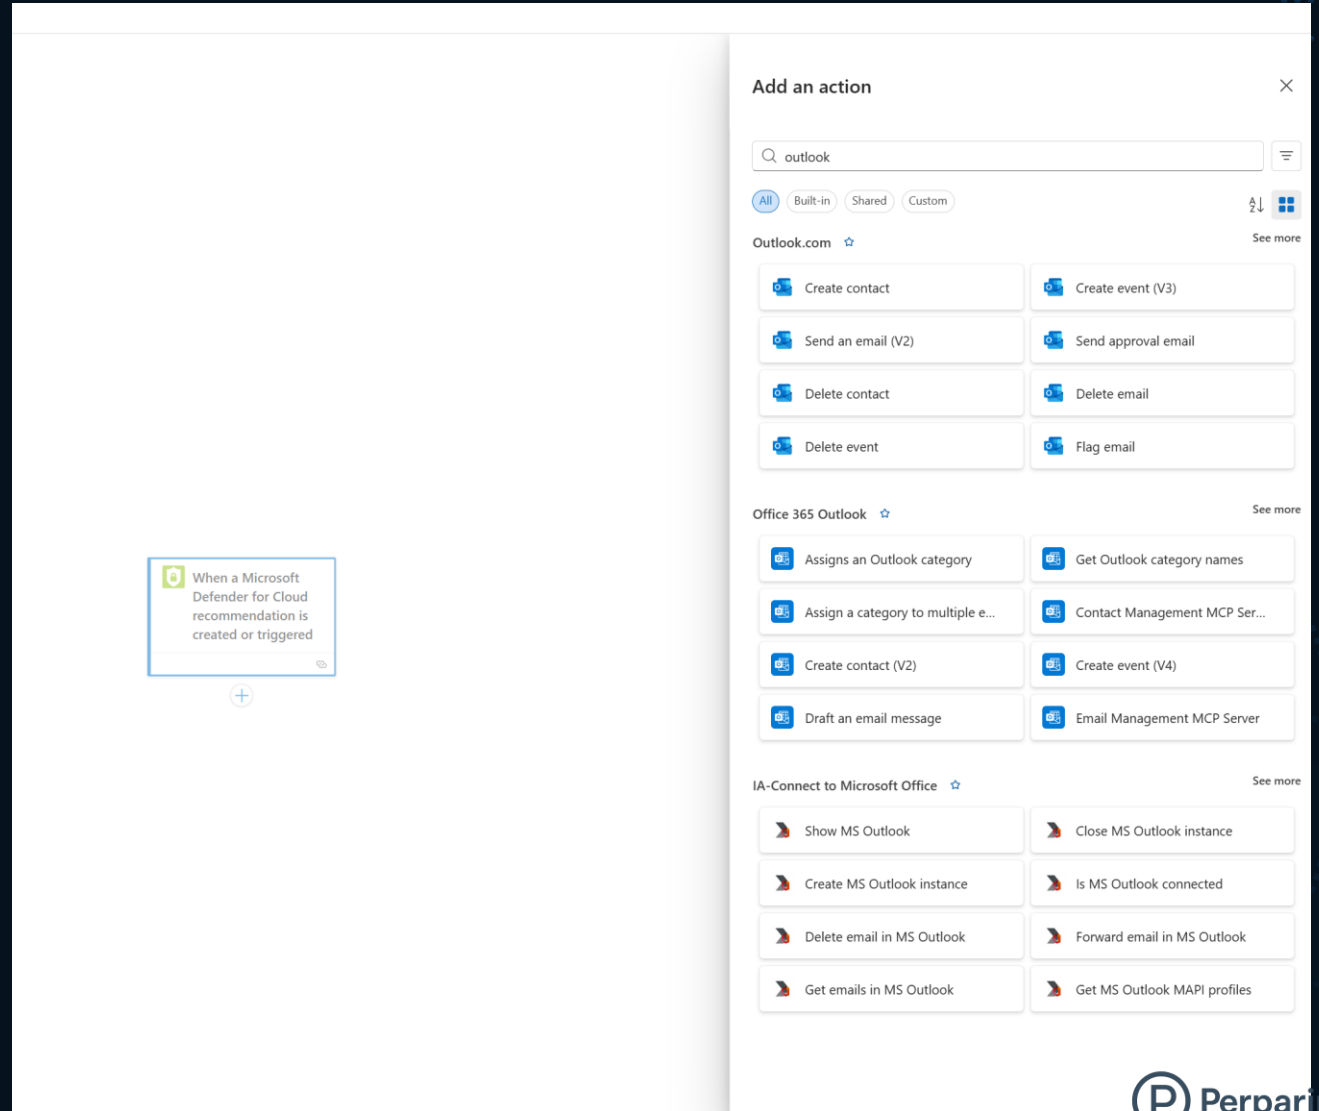 Add an action
outlook
All
Built-in
Shared
Custom
Outlook.com
See more
Create contact
Create event (V3)
Send an email (V2)
Send approval email
Delete contact
Delete email
Delete event
Flag email
Office 365 Outlook
See more
Assigns an Outlook category
Get Outlook category names
Assign a category to multiple e...
Contact Management MCP Ser...
Create contact (V2)
Create event (V4)
Draft an email message
Email Management MCP Server
IA-Connect to Microsoft Office
See more
Show MS Outlook
Close MS Outlook instance
Create MS Outlook instance
Is MS Outlook connected
Delete email in MS Outlook
Forward email in MS Outlook
Get emails in MS Outlook
Get MS Outlook MAPI profiles
When a Microsoft
Defender for Cloud
recommendation is
created or triggered